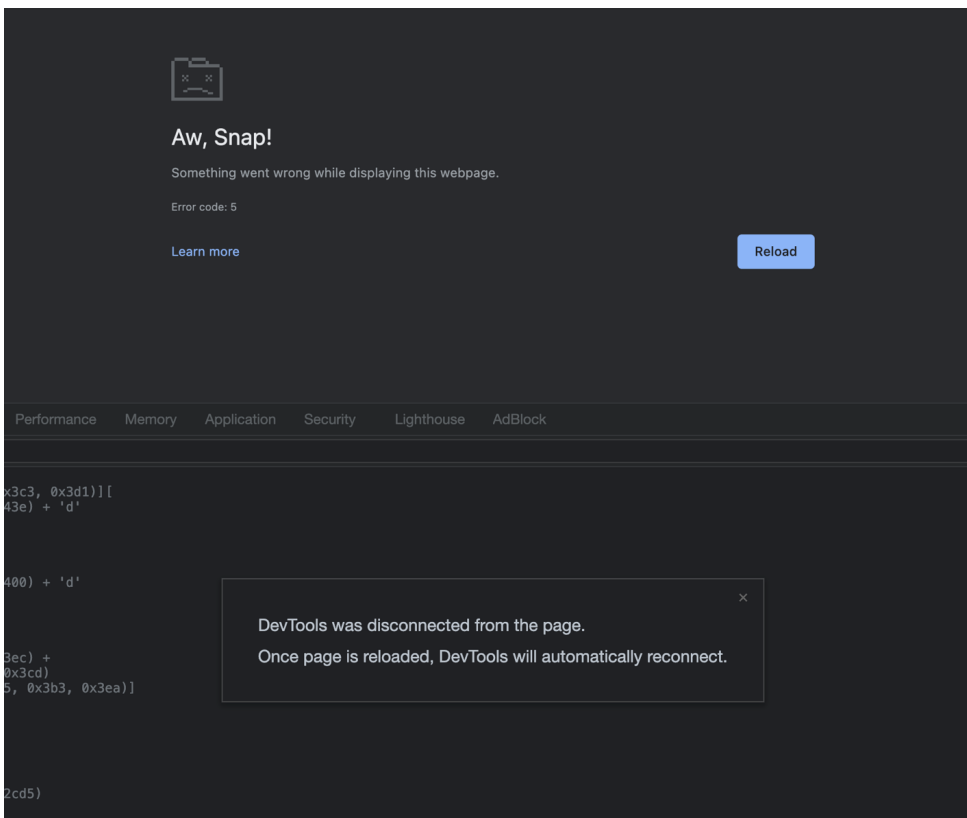 Aw, Snap!
Something went wrong while displaying this webpage.
Error code: 5
Learn more
Reload
Performance Memory Application Security Lighthouse AdBlock
x3c3, 0x3d1)][
43e) + 'd'
400) + 'd'
DevTools was disconnected from the page.
Once page is reloaded, DevTools will automatically reconnect.
3ec) +
0x3cd)
5, 0x3b3, 0x3ea)]
2cd5)